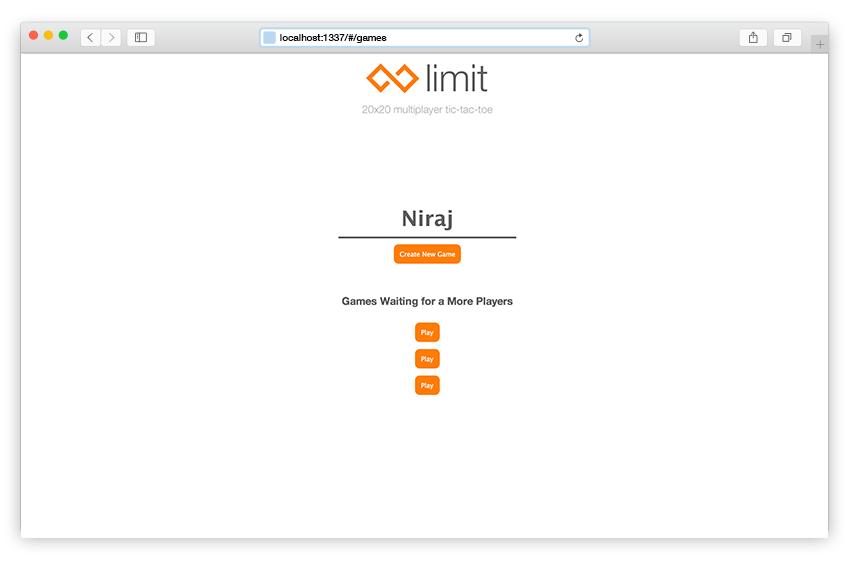 localhost:1337/#/games
limit
20x20 multiplayer tic-tac-toe
Niraj
Create New Game
Games Waiting for a More Players
Play
Play
Play